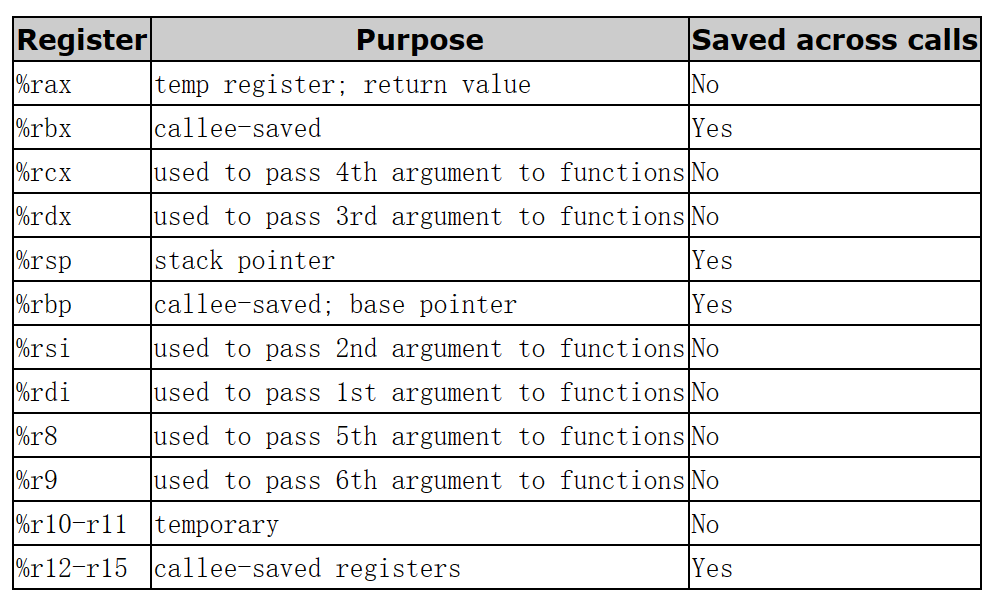 Register Purpose Saved across calls
%rax temp register; return value No
%rbx callee-saved Yes
%rcx used to pass 4th argument to functions No
%rdx used to pass 3rd argument to functions No
%rsp stack pointer Yes
%rbp callee-saved; base pointer Yes
%rsi used to pass 2nd argument to functions No
%rdi used to pass 1st argument to functions No
%r8 used to pass 5th argument to functions No
%r9 used to pass 6th argument to functions No
%r10-r11 temporary No
%r12-r15 callee-saved registers Yes